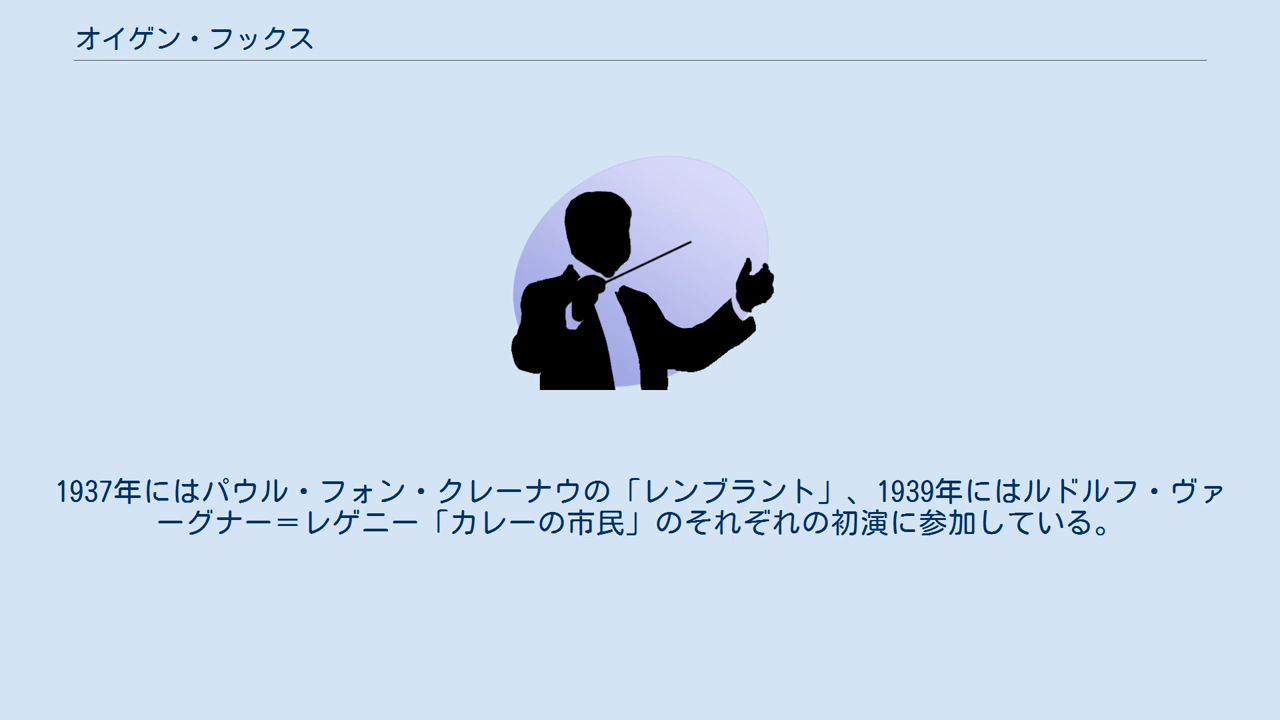 オイゲン・フックス
1937年にはパウル・フォン・クレーナウの「レンブラント」、1939年にはルドルフ・ヴァ
ーグナー＝レゲニー「カレーの市民」のそれぞれの初演に参加している。